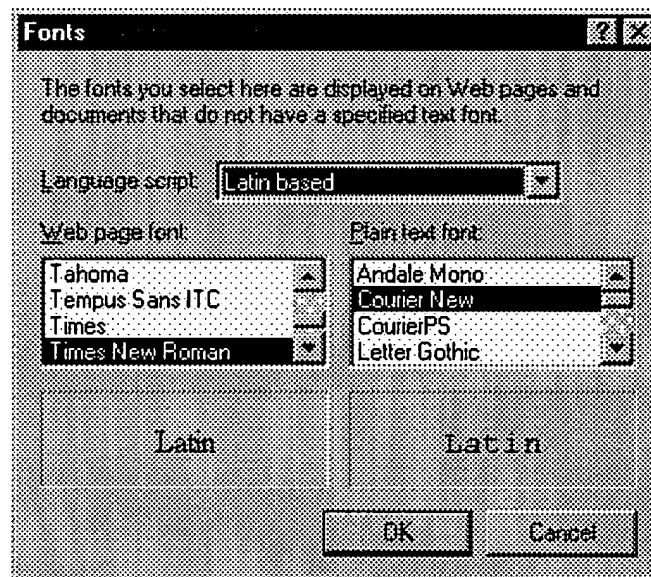 Fonts
The fonts you select here are displayed on Web pages and
documents that do not have a specified text font.
Language script: Latin based
Web page font:
Plain text font:
Tahoma
Tempus Sans ITC
Times
Times New Roman
Andale Mono
Courier New
CourierPS
Letter Gothic
Latin
Latin
OK
Cancel